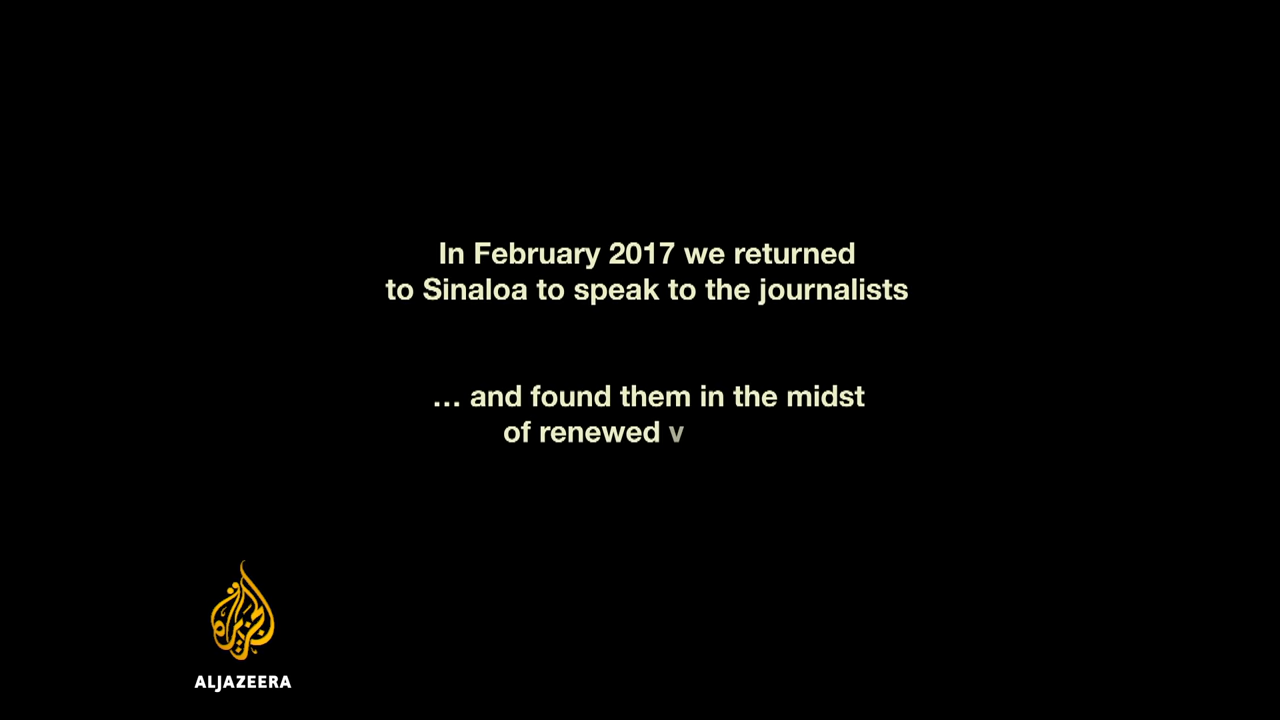 In February 2017 we returned
to Sinaloa to speak to the journalists
… and found them in the midst
of renewed v
الجزيرة
ALJAZEERA